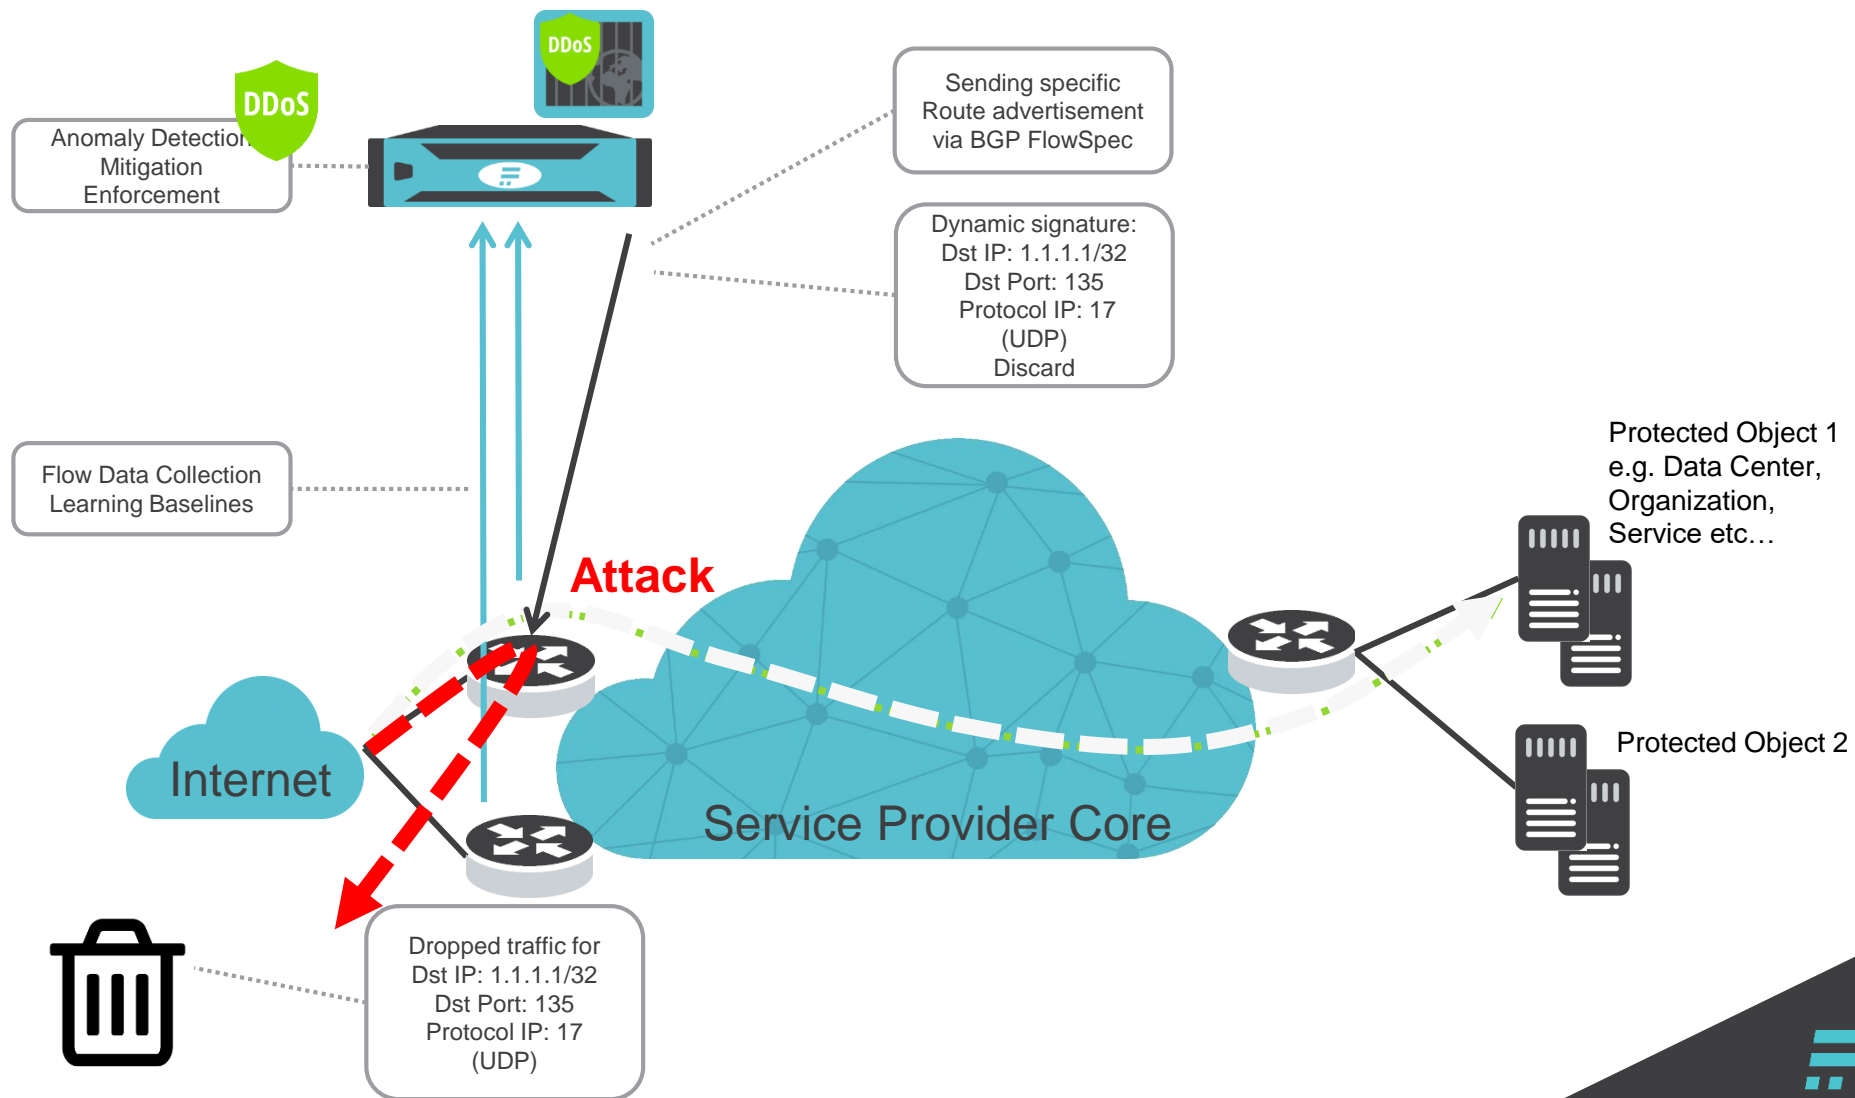 DDoS
DDoS
Anomaly Detection
Mitigation
Enforcement
Sending specific
Route advertisement
via BGP FlowSpec
Dynamic signature:
Dst IP: 1.1.1.1/32
Dst Port: 135
Protocol IP: 17
(UDP)
Discard
Flow Data Collection
Learning Baselines
Protected Object 1
e.g. Data Center,
Organization,
Service etc…
Attack
Internet
Service Provider Core
Protected Object 2
Dropped traffic for
Dst IP: 1.1.1.1/32
Dst Port: 135
Protocol IP: 17
(UDP)